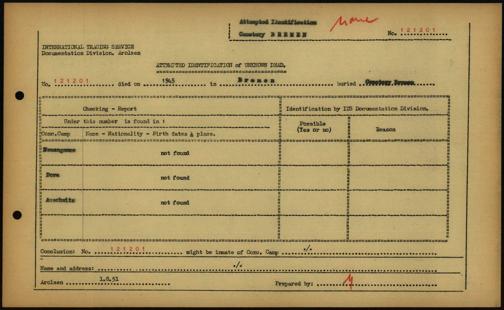 Attempted Identification
Cemetery BREMEN
None
No. 121201
INTERNATIONAL TRACING SERVICE
Documentation Division, Arolsen
ATTEMPTED IDENTIFICATION of UNKNOWN DEAD.
No. 121201 died on 1945 in Bremen buried Cemetery Bremen
Checking - Report
Identification by ITS Documentation Division.
Under this number is found in:
Possible
(Yes or no)
Reason
Conc.Camp
Name - Nationality - Birth dates & place.
Neuengamme not found
Dora not found
Auschwitz not found
Conclusion: No. 121201 might be inmate of Conc. Camp ./.
Name and address: ./.
Arolsen 1.8.51 Prepared by: